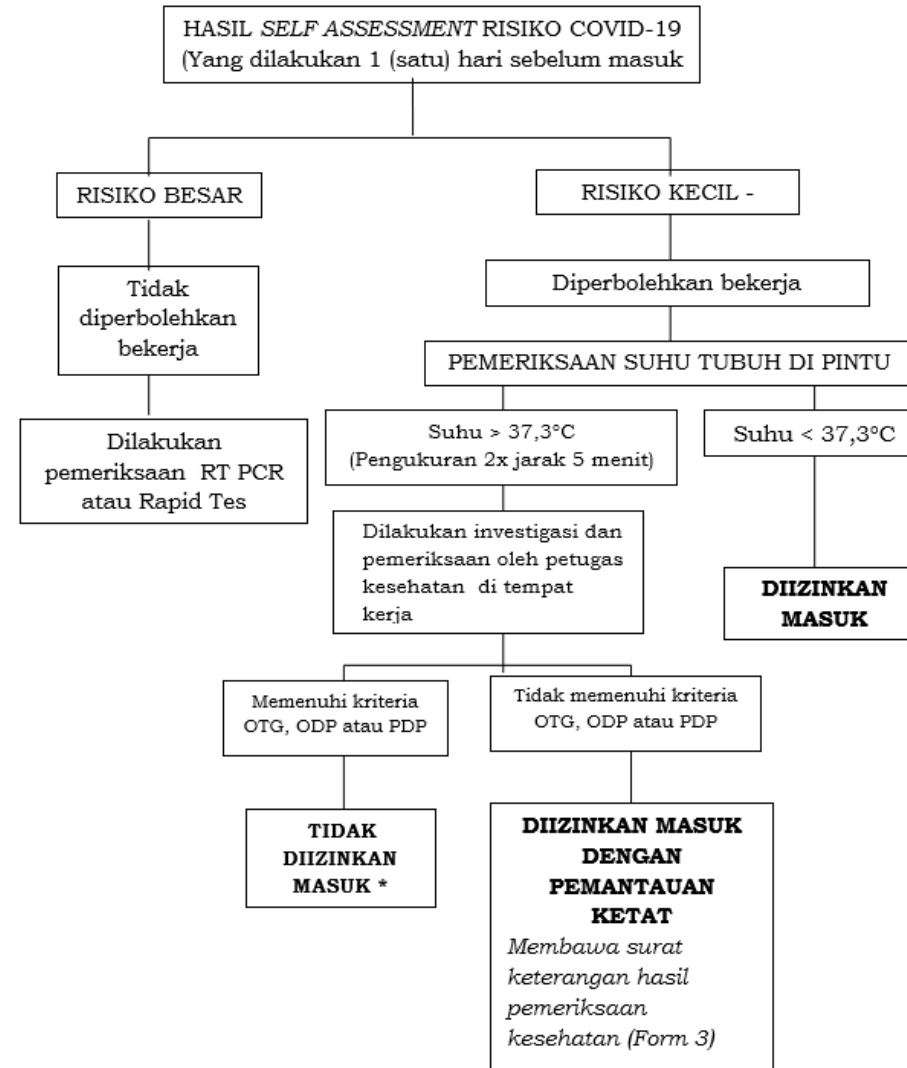 HASIL SELF ASSESSMENT RISIKO COVID-19
(Yang dilakukan 1 (satu) hari sebelum masuk
RISIKO BESAR
RISIKO KECIL -
Tidak
diperbolehkan
bekerja
Diperbolehkan bekerja
PEMERIKSAAN SUHU TUBUH DI PINTU
Dilakukan
pemeriksaan RT PCR
atau Rapid Tes
Suhu > 37,3°C
(Pengukuran 2x jarak 5 menit)
Suhu < 37,3°C
Dilakukan investigasi dan
pemeriksaan oleh petugas
kesehatan di tempat
kerja
DIIZINKAN
MASUK
Memenuhi kriteria
OTG, ODP atau PDP
Tidak memenuhi kriteria
OTG, ODP atau PDP
TIDAK
DIIZINKAN
MASUK *
DIIZINKAN MASUK
DENGAN
PEMANTAUAN
KETAT
Membawa surat
keterangan hasil
pemeriksaan
kesehatan (Form 3)